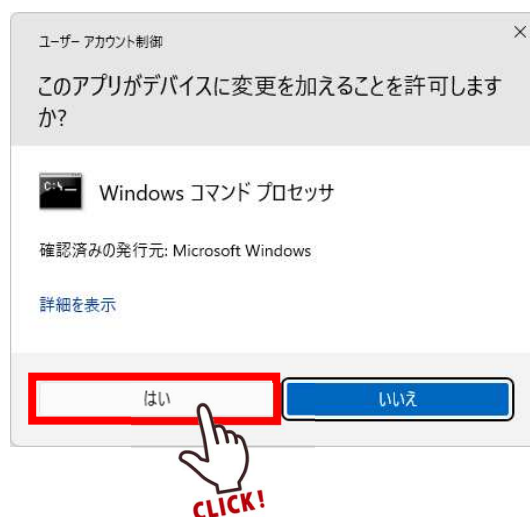 ユーザー アカウント制御
このアプリがデバイスに変更を加えることを許可します
か?
C:\
Windows コマンド プロセッサ
確認済みの発行元: Microsoft Windows
詳細を表示
はい
いいえ
CLICK!